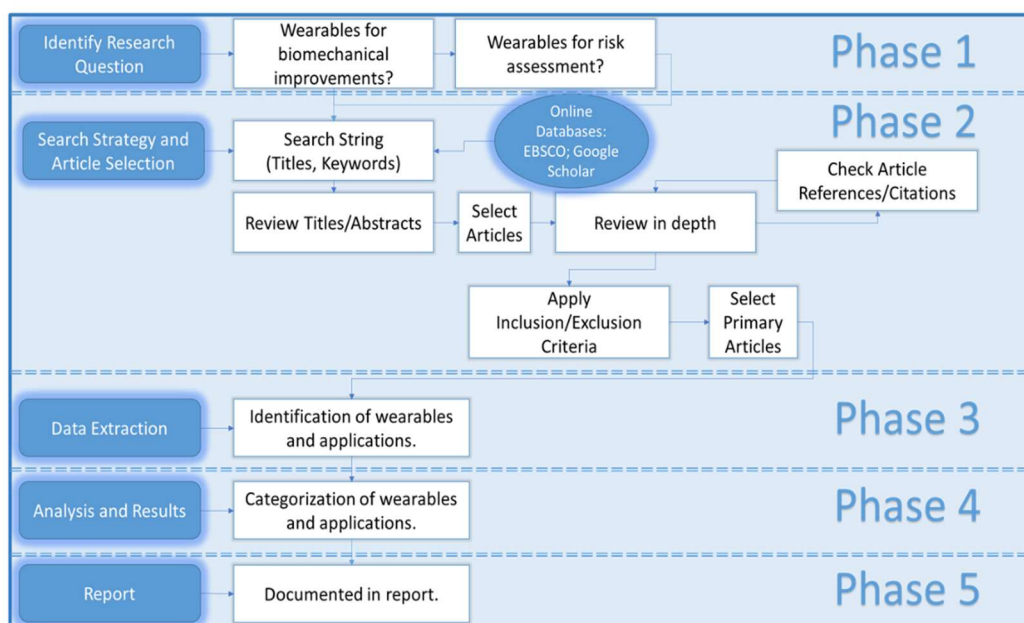 Identify Research
Question
Wearables for
biomechanical
improvements?
Wearables for risk
assessment?
Phase 1
Search Strategy and
Article Selection
Search String
(Titles, Keywords)
Online
Databases:
EBSCO; Google
Scholar
Phase 2
Check Article
References/Citations
Review Titles/Abstracts
Select
Articles
Review in depth
Apply
Inclusion/Exclusion
Criteria
Select
Primary
Articles
Data Extraction
Identification of wearables
and applications.
Phase 3
Analysis and Results
Categorization of wearables
and applications.
Phase 4
Report
Documented in report.
Phase 5